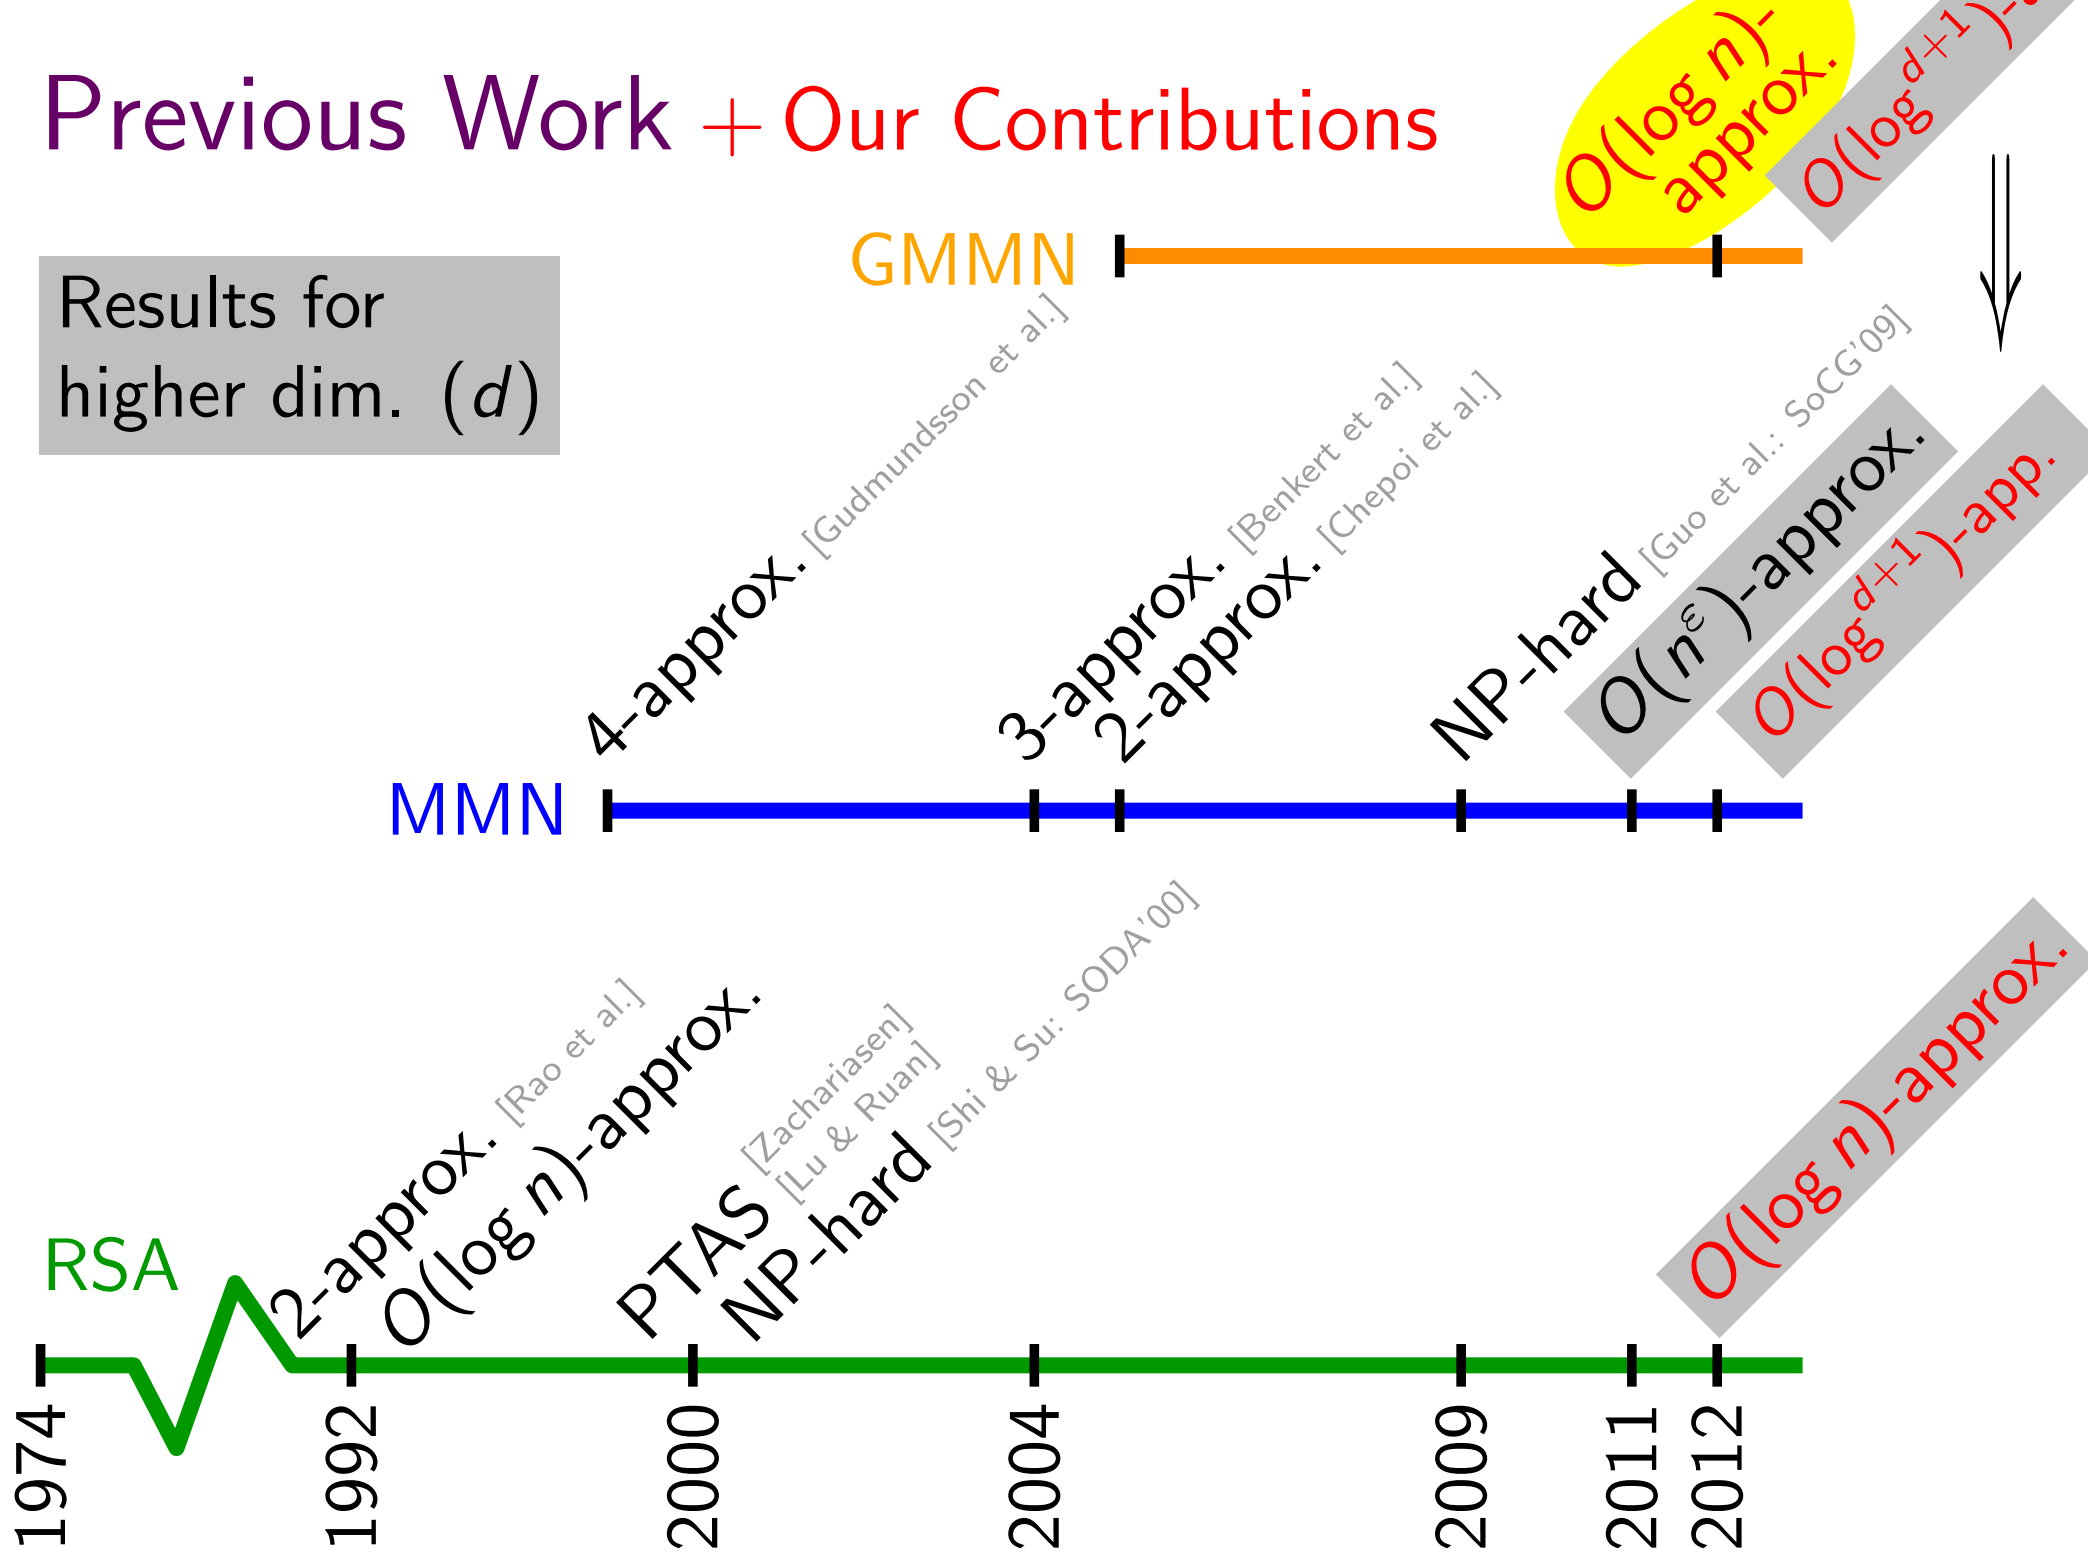 Previous Work + Our Contributions
O(log n)-
approx.
O(log^{d+1})-
GMMN
Results for
higher dim. (d)
4-approx. [Gudmundsson et al.]
3-approx. [Benkert et al.]
2-approx. [Chepoi et al.]
NP-hard [Guo et al.: SoCG'09]
O(n^ε)-approx.
O(log^{d+1})-app.
MMN
RSA
2-approx. [Rao et al.]
O(log n)-approx.
PTAS [Zachariasen]
[Lu & Ruan]
NP-hard [Shi & Su: SODA'00]
O(log n)-approx.
1974
1992
2000
2004
2009
2011
2012